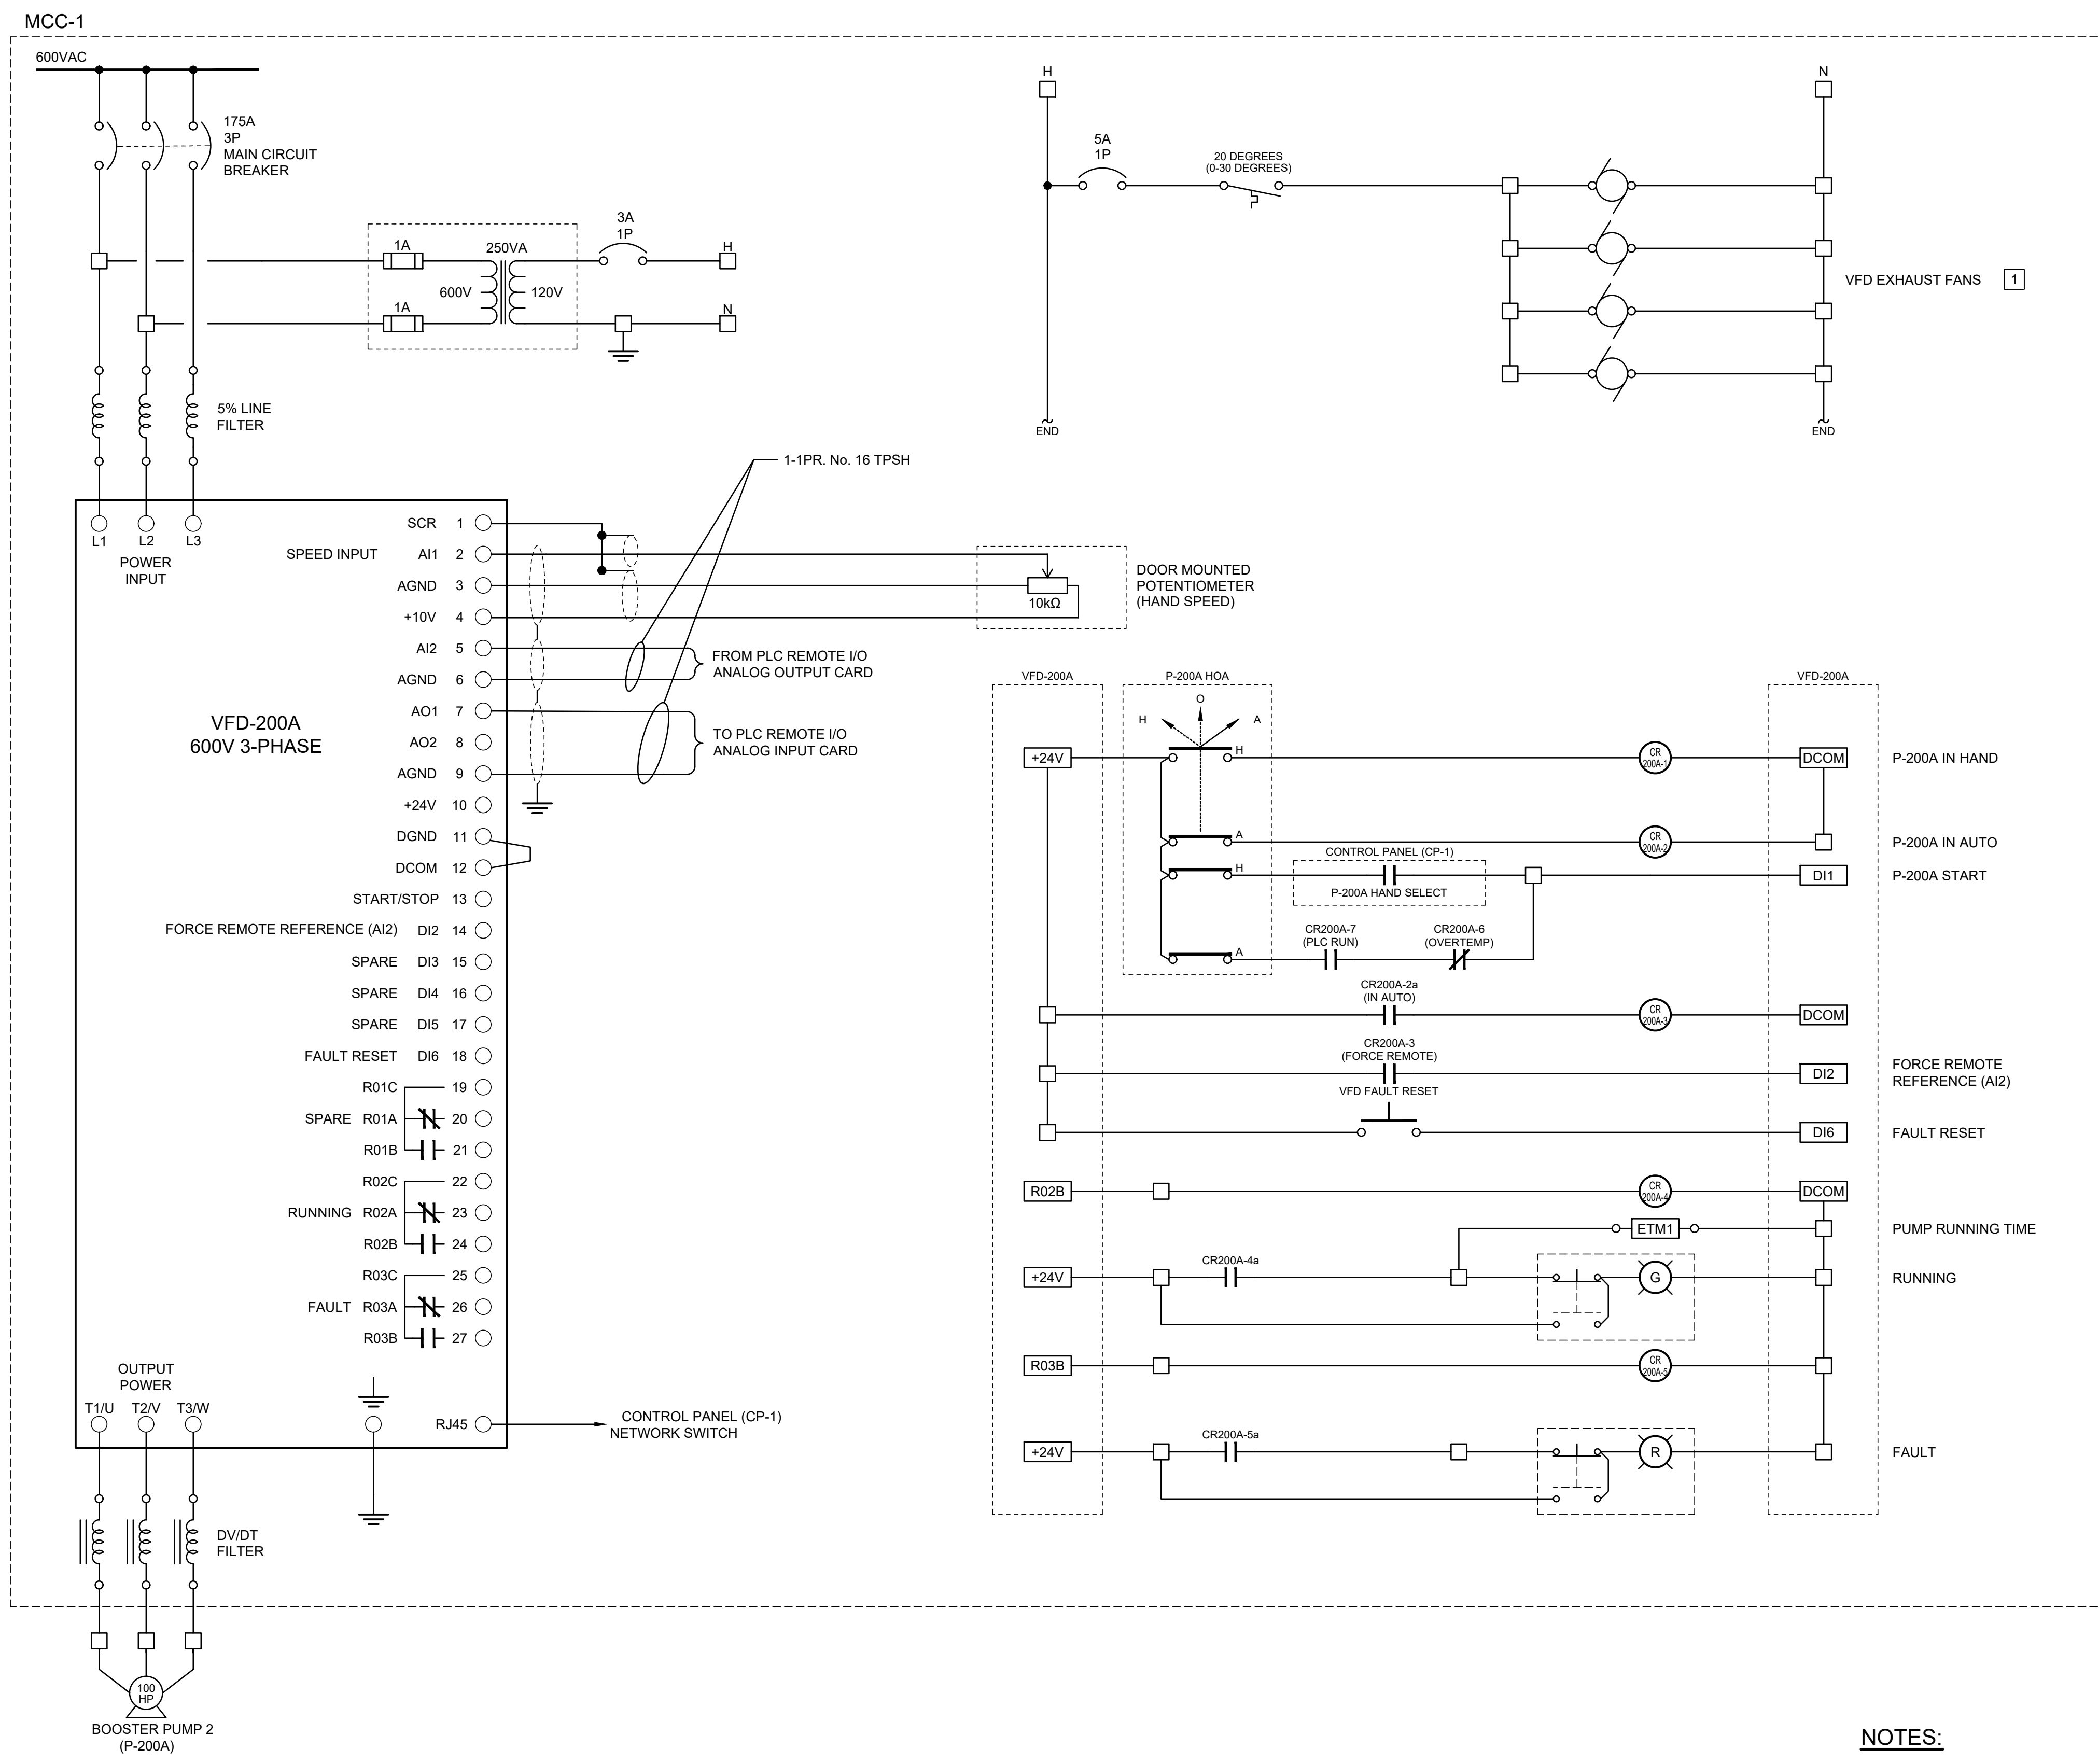 MCC-1
600VAC
175A
3P
MAIN CIRCUIT
BREAKER
1A
1A
250VA
600V
120V
3A
1P
H
N
5% LINE
FILTER
H
5A
1P
20 DEGREES
(0-30 DEGREES)
N
VFD EXHAUST FANS 1
END
END
1-1PR. No. 16 TPSH
L1
L2
L3
POWER
INPUT
VFD-200A
600V 3-PHASE
SCR 1
SPEED INPUT AI1 2
AGND 3
+10V 4
AI2 5
AGND 6
AO1 7
AO2 8
AGND 9
+24V 10
DGND 11
DCOM 12
START/STOP 13
FORCE REMOTE REFERENCE (AI2) DI2 14
SPARE DI3 15
SPARE DI4 16
SPARE DI5 17
FAULT RESET DI6 18
R01C 19
SPARE R01A 20
R01B 21
R02C 22
RUNNING R02A 23
R02B 24
R03C 25
FAULT R03A 26
R03B 27
RJ45
OUTPUT
POWER
T1/U
T2/V
T3/W
10kΩ
DOOR MOUNTED
POTENTIOMETER
(HAND SPEED)
FROM PLC REMOTE I/O
ANALOG OUTPUT CARD
TO PLC REMOTE I/O
ANALOG INPUT CARD
CONTROL PANEL (CP-1)
NETWORK SWITCH
DV/DT
FILTER
100
HP
BOOSTER PUMP 2
(P-200A)
VFD-200A
P-200A HOA
VFD-200A
H
O
A
+24V
H
CR
200A-1
DCOM
P-200A IN HAND
A
CR
200A-2
P-200A IN AUTO
CONTROL PANEL (CP-1)
H
P-200A HAND SELECT
DI1
P-200A START
A
CR200A-7
(PLC RUN)
CR200A-6
(OVERTEMP)
CR200A-2a
(IN AUTO)
CR
200A-3
DCOM
CR200A-3
(FORCE REMOTE)
DI2
FORCE REMOTE
REFERENCE (AI2)
VFD FAULT RESET
DI6
FAULT RESET
R02B
CR
200A-4
DCOM
ETM1
PUMP RUNNING TIME
+24V
CR200A-4a
G
RUNNING
R03B
CR
200A-5
+24V
CR200A-5a
R
FAULT
NOTES: